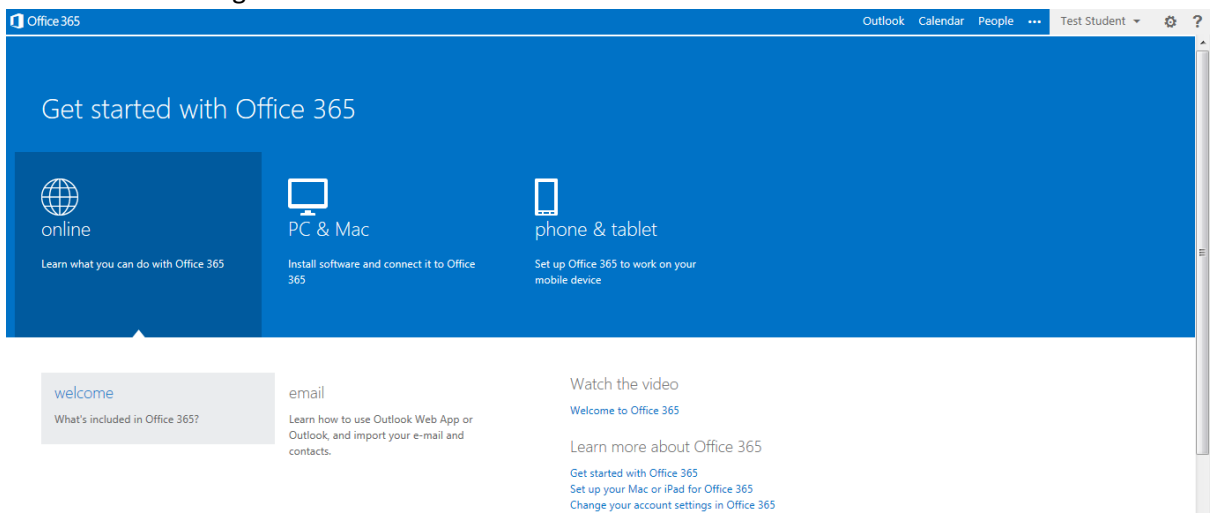 Office 365
Outlook Calendar People ••• Test Student ?
Get started with Office 365
online
Learn what you can do with Office 365
PC & Mac
Install software and connect it to Office
365
phone & tablet
Set up Office 365 to work on your
mobile device
welcome
What's included in Office 365?
email
Learn how to use Outlook Web App or
Outlook, and import your e-mail and
contacts.
Watch the video
Welcome to Office 365
Learn more about Office 365
Get started with Office 365
Set up your Mac or iPad for Office 365
Change your account settings in Office 365